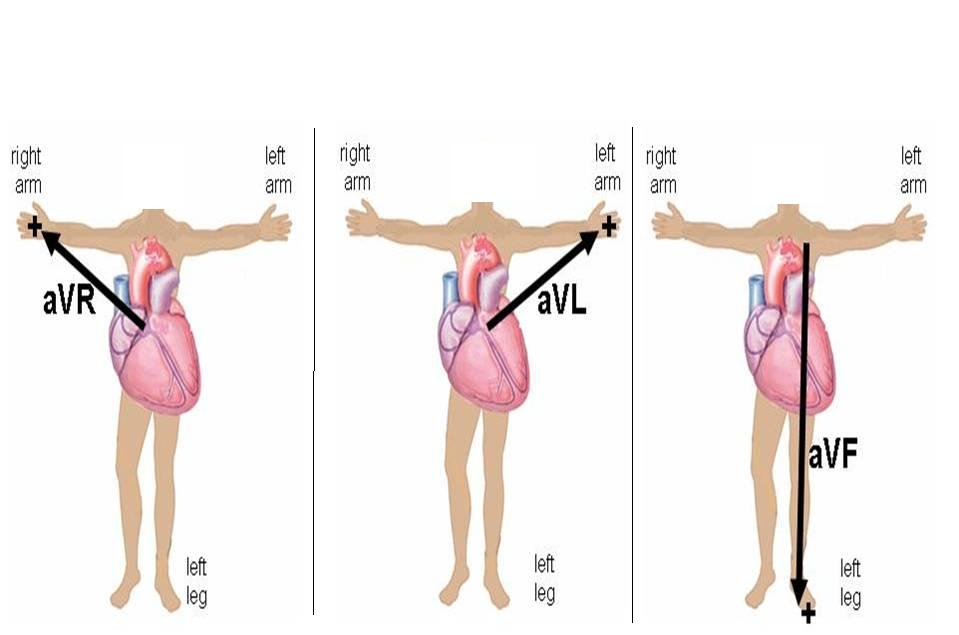 right
arm
left
arm
+
aVR
left
leg
right
arm
left
arm
+
aVL
left
leg
right
arm
left
arm
aVF
left
leg
+